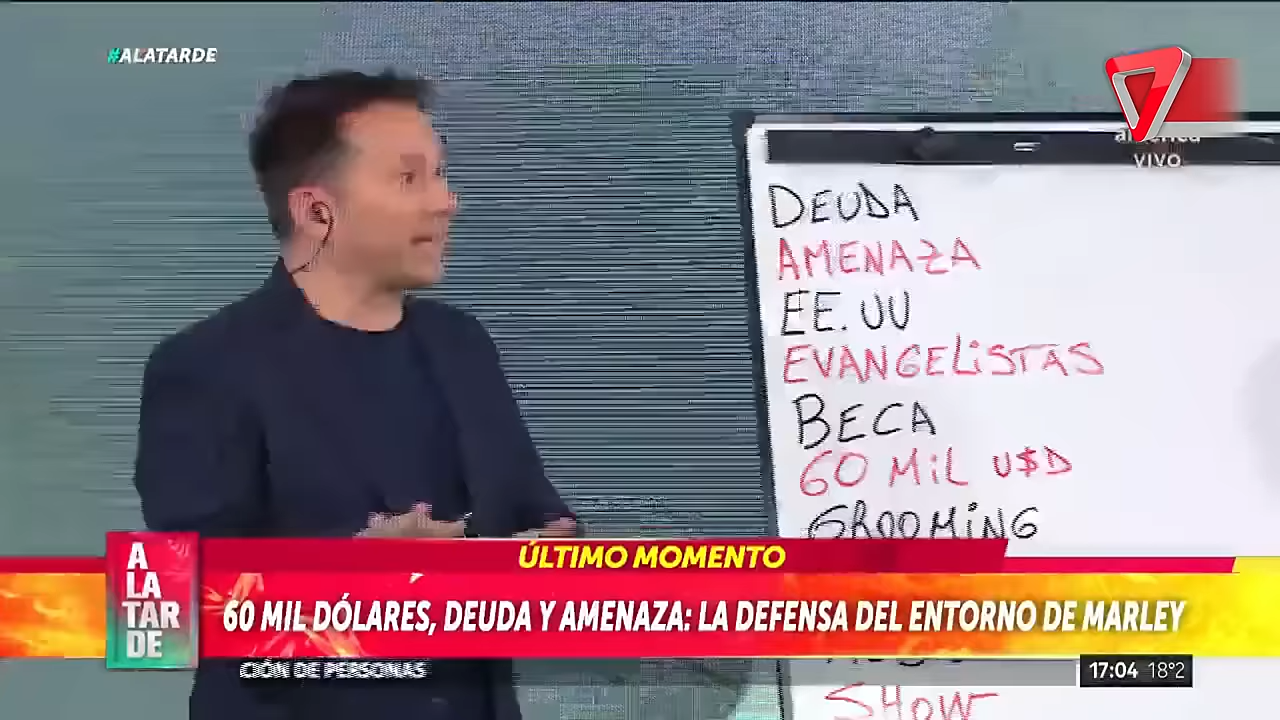 #ALATARDE
VIVO
DEUDA
AMENAZA
EE.UU
EVANGELISTAS
BECA
60 MIL U$D
GROOMING
ÚLTIMO MOMENTO
A
LA
TAR
DE
60 MIL DÓLARES, DEUDA Y AMENAZA: LA DEFENSA DEL ENTORNO DE MARLEY
CIÓN DE PERSONAS
17:04 18°2
SHOW